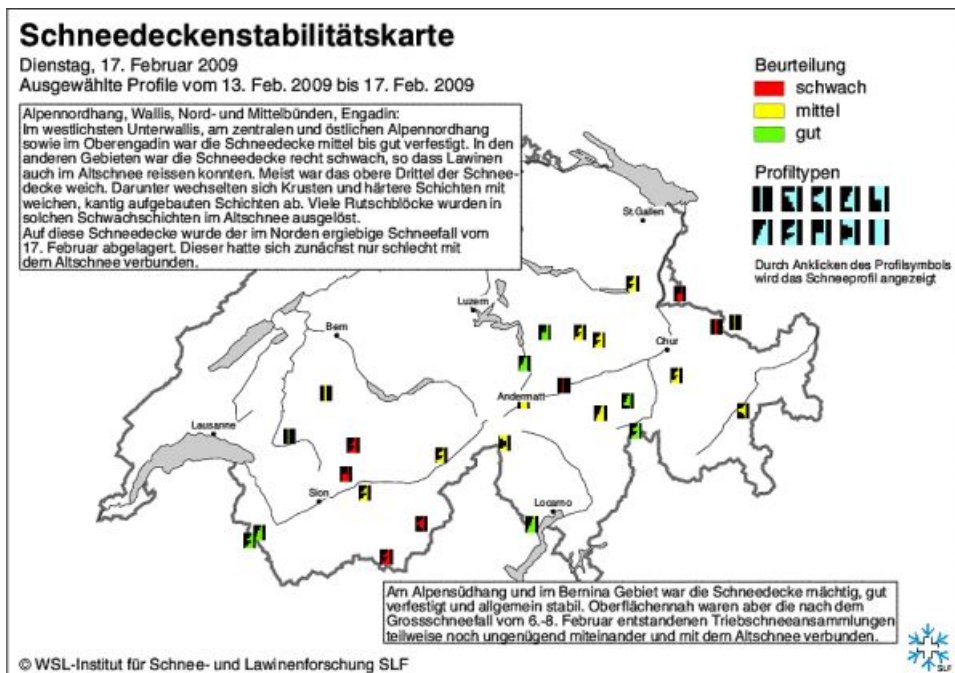 Schneedeckenstabilitätskarte
Dienstag, 17. Februar 2009
Ausgewählte Profile vom 13. Feb. 2009 bis 17. Feb. 2009
Alpennordhang, Wallis, Nord- und Mittelbünden, Engadin:
Im westlichsten Unterwallis, am zentralen und östlichen Alpennordhang
sowie im Oberengadin war die Schneedecke mittel bis gut verfestigt. In den
anderen Gebieten war die Schneedecke recht schwach, so dass Lawinen
auch im Altschnee reissen konnten. Meist war das obere Drittel der Schnee-
decke weich. Darunter wechselten sich Krusten und härtere Schichten mit
weichen, kantig aufgebauten Schichten ab. Viele Rutschblöcke wurden in
solchen Schwachschichten im Altschnee ausgelöst.
Auf diese Schneedecke wurde der im Norden ergiebige Schneefall vom
17. Februar abgelagert. Dieser hatte sich zunächst nur schlecht mit
dem Altschnee verbunden.
Beurteilung
schwach
mittel
gut
Profiltypen
Durch Anklicken des Profilsymbols
wird das Schneeprofil angezeigt
St.Gallen
Luzern
Bern
Chur
Andermatt
Lausanne
Sion
Locarno
Am Alpensüdhang und im Bernina Gebiet war die Schneedecke mächtig, gut
verfestigt und allgemein stabil. Oberflächennah waren aber die nach dem
Grossschneefall vom 6.-8. Februar entstandenen Triebschneeansammlungen
teilweise noch ungenügend miteinander und mit dem Altschnee verbunden.
© WSL-Institut für Schnee- und Lawinenforschung SLF
SLF